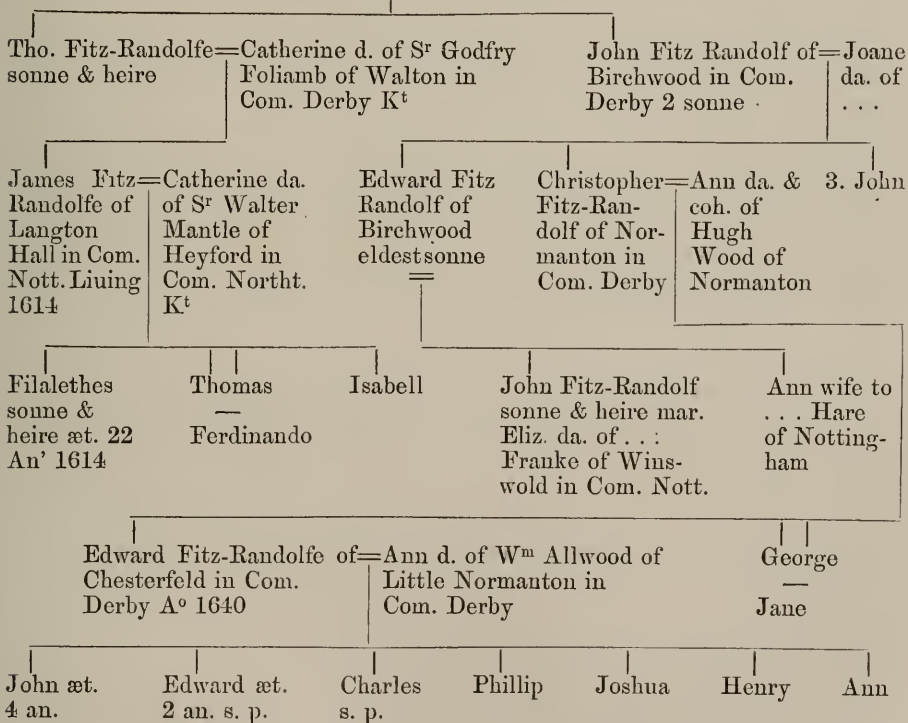 Tho. Fitz-Randolfe=Catherine d. of Sʳ Godfry
sonne & heire
Foliamb of Walton in
Com. Derby Kᵗ
John Fitz Randolf of=Joane
Birchwood in Com.
Derby 2 sonne
da. of
. . .
James Fitz=Catherine da.
Randolfe of
Langton
Hall in Com.
Nott. Liuing
1614
of Sʳ Walter
Mantle of
Heyford in
Com. Northt.
Kᵗ
Edward Fitz
Randolf of
Birchwood
eldest sonne
Christopher=Ann da. &
Fitz-Ran-
dolf of Nor-
manton in
Com. Derby
coh. of
Hugh
Wood of
Normanton
3. John
Filalethes
sonne &
heire æt. 22
An' 1614
Thomas
—
Ferdinando
Isabell
John Fitz-Randolf
sonne & heire mar.
Eliz. da. of . . :
Franke of Wins-
wold in Com. Nott.
Ann wife to
. . . Hare
of Notting-
ham
Edward Fitz-Randolfe of=Ann d. of Wᵐ Allwood of
Chesterfeld in Com.
Derby Aᵒ 1640
Little Normanton in
Com. Derby
George
—
Jane
John æt.
4 an.
Edward æt.
2 an. s. p.
Charles
s. p.
Phillip
Joshua
Henry
Ann